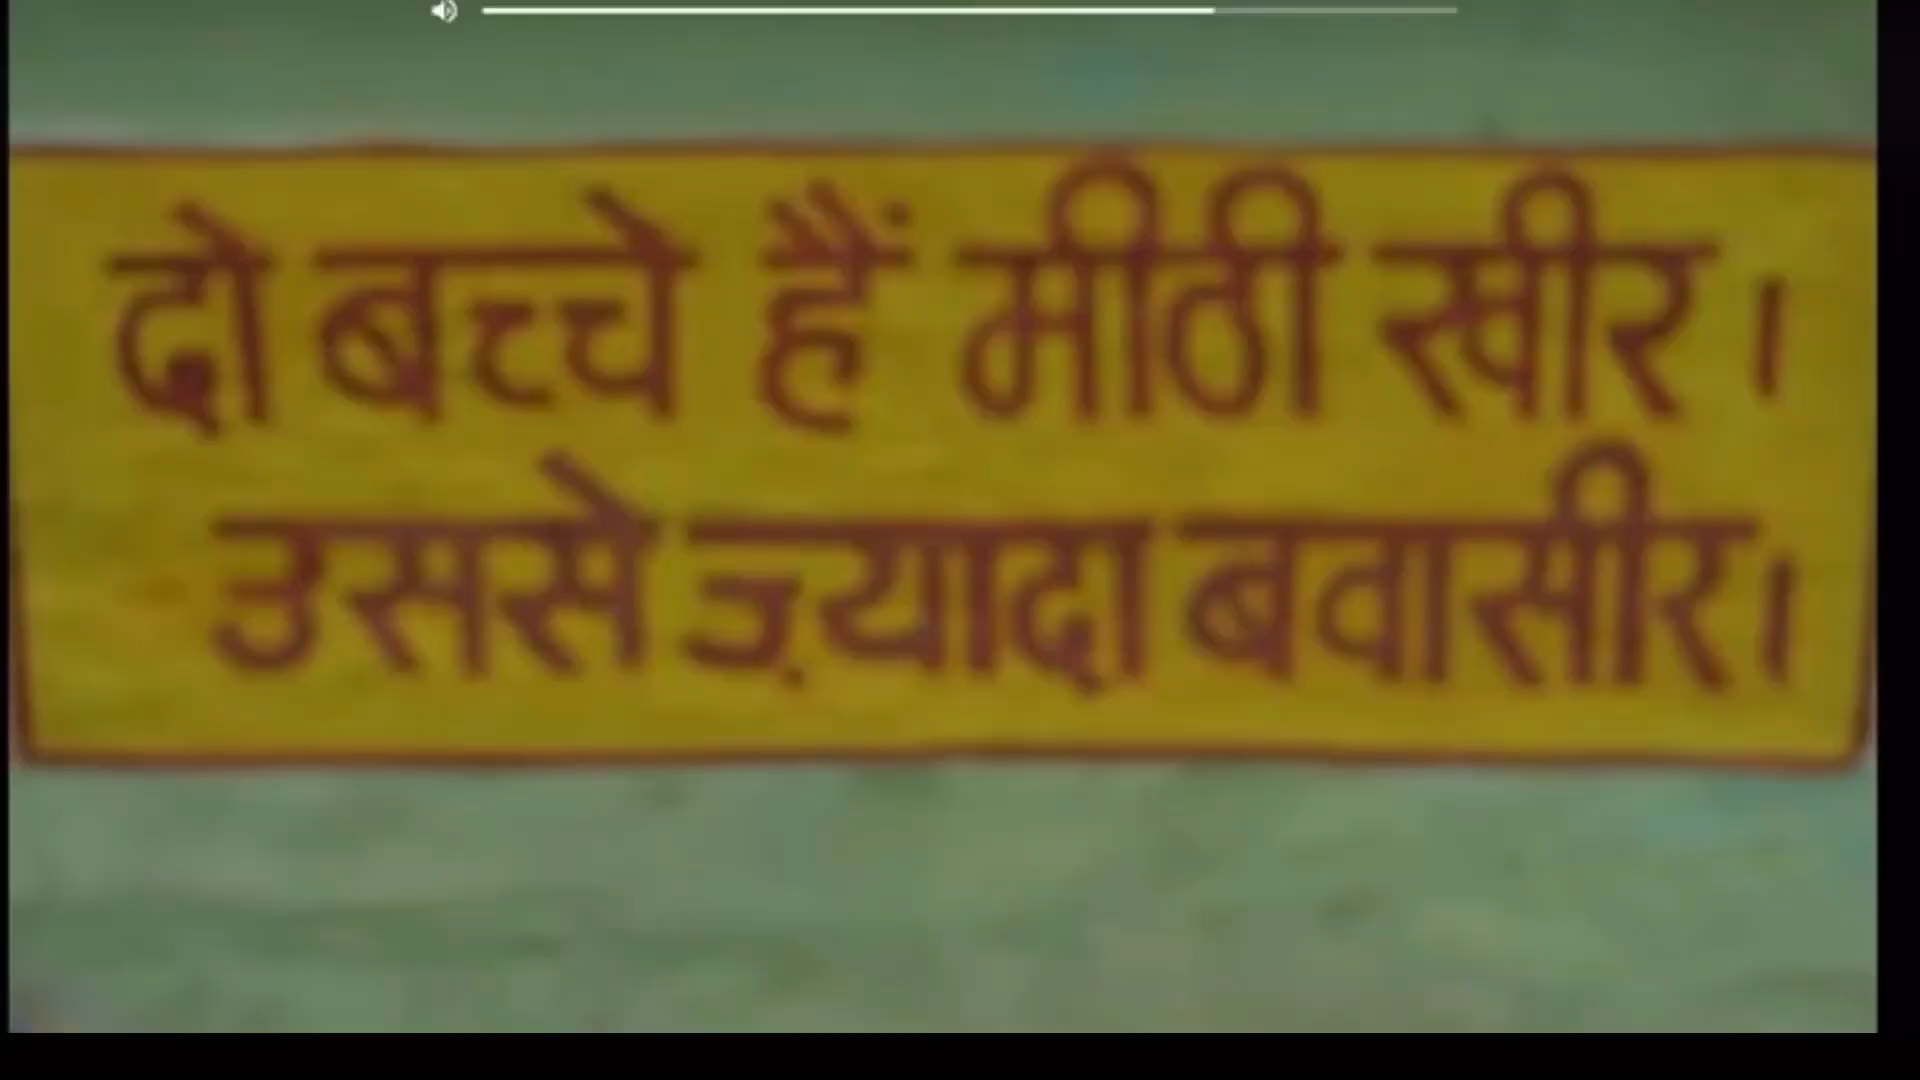 दो बच्चे हैं मीठी खीर।
उससे ज़्यादा बवासीर।